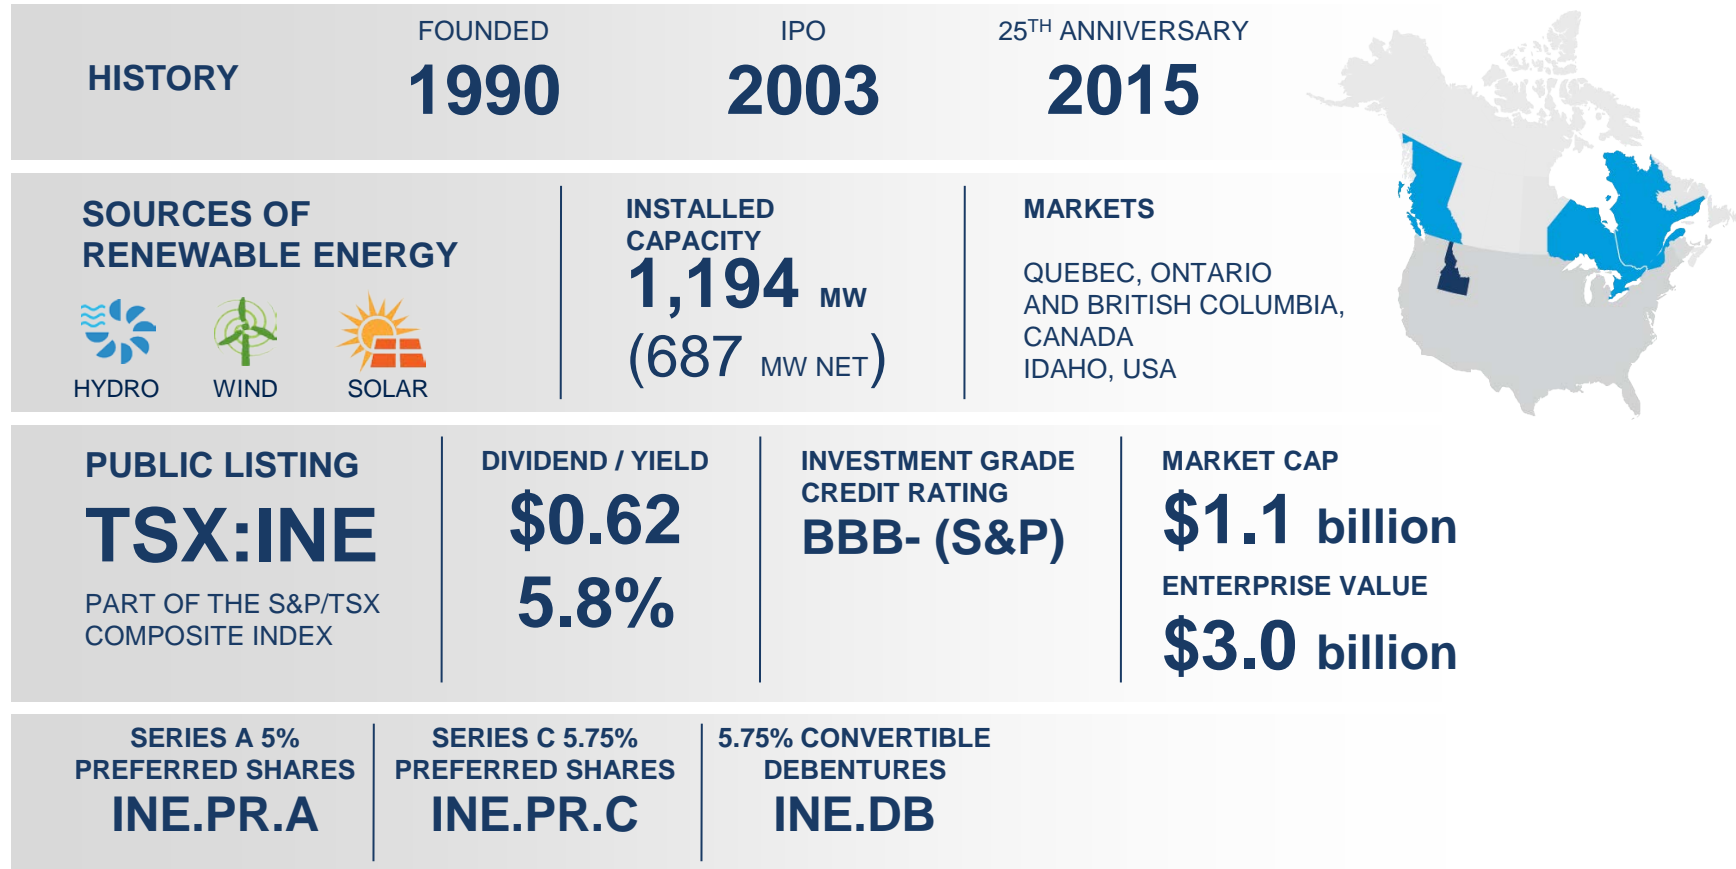 HISTORY
FOUNDED
1990
IPO
2003
25TH ANNIVERSARY
2015
SOURCES OF
RENEWABLE ENERGY
HYDRO
WIND
SOLAR
INSTALLED
CAPACITY
1,194 MW
(687 MW NET)
MARKETS
QUEBEC, ONTARIO
AND BRITISH COLUMBIA,
CANADA
IDAHO, USA
PUBLIC LISTING
TSX:INE
PART OF THE S&P/TSX
COMPOSITE INDEX
DIVIDEND / YIELD
$0.62
5.8%
INVESTMENT GRADE
CREDIT RATING
BBB- (S&P)
MARKET CAP
$1.1 billion
ENTERPRISE VALUE
$3.0 billion
SERIES A 5%
PREFERRED SHARES
INE.PR.A
SERIES C 5.75%
PREFERRED SHARES
INE.PR.C
5.75% CONVERTIBLE
DEBENTURES
INE.DB